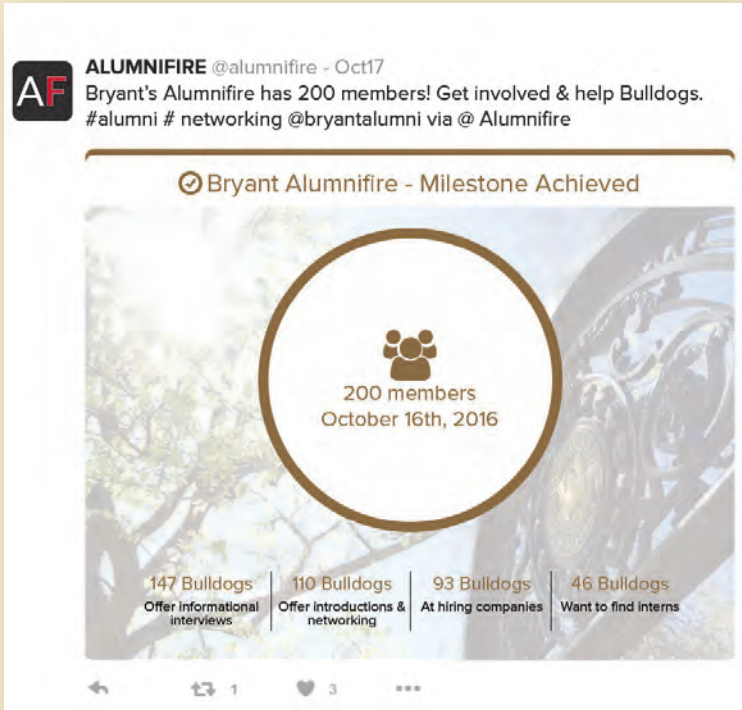 AF
ALUMNIFIRE @alumnifire - Oct17
Bryant's Alumnifire has 200 members! Get involved & help Bulldogs.
#alumni # networking @bryantalumni via @ Alumnifire
Bryant Alumnifire - Milestone Achieved
200 members
October 16th, 2016
147 Bulldogs
Offer informational
interviews
110 Bulldogs
Offer introductions &
networking
93 Bulldogs
At hiring companies
46 Bulldogs
Want to find interns
1
3